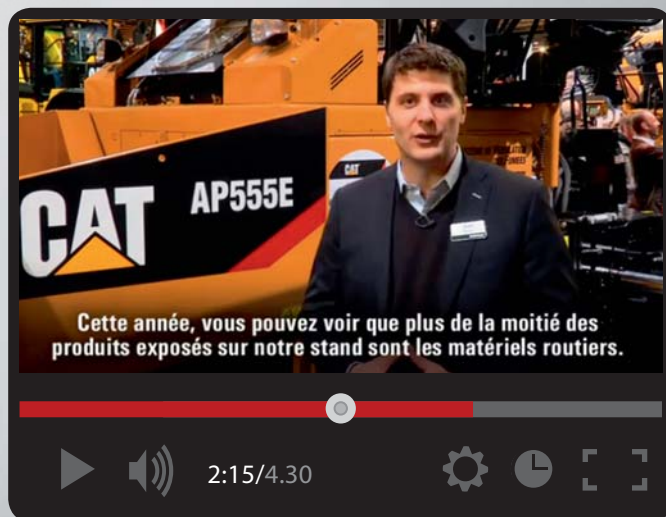 CAT
AP555E
CAT
Cette année, vous pouvez voir que plus de la moitié des
produits exposés sur notre stand sont les matériels routiers.
2:15/4.30